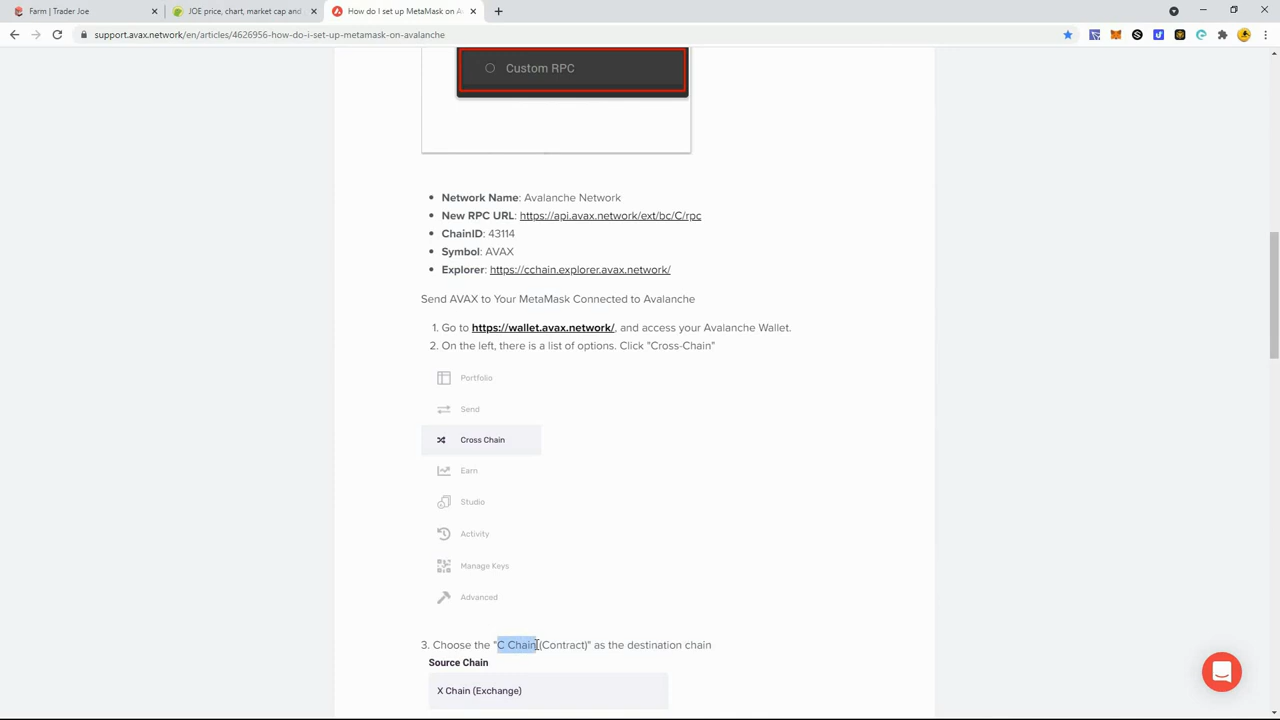 Farm | Trader Joe
JOE price, chart, market cap and
How do I set up MetaMask on A
support.avax.network/en/articles/4626956-how-do-i-set-up-metamask-on-avalanche
Custom RPC
Network Name: Avalanche Network
New RPC URL: https://api.avax.network/ext/bc/C/rpc
ChainID: 43114
Symbol: AVAX
Explorer: https://cchain.explorer.avax.network/
Send AVAX to Your MetaMask Connected to Avalanche
1. Go to https://wallet.avax.network/, and access your Avalanche Wallet.
2. On the left, there is a list of options. Click "Cross-Chain"
Portfolio
Send
Cross Chain
Earn
Studio
Activity
Manage Keys
Advanced
3. Choose the "C Chain (Contract)" as the destination chain
Source Chain
X Chain (Exchange)